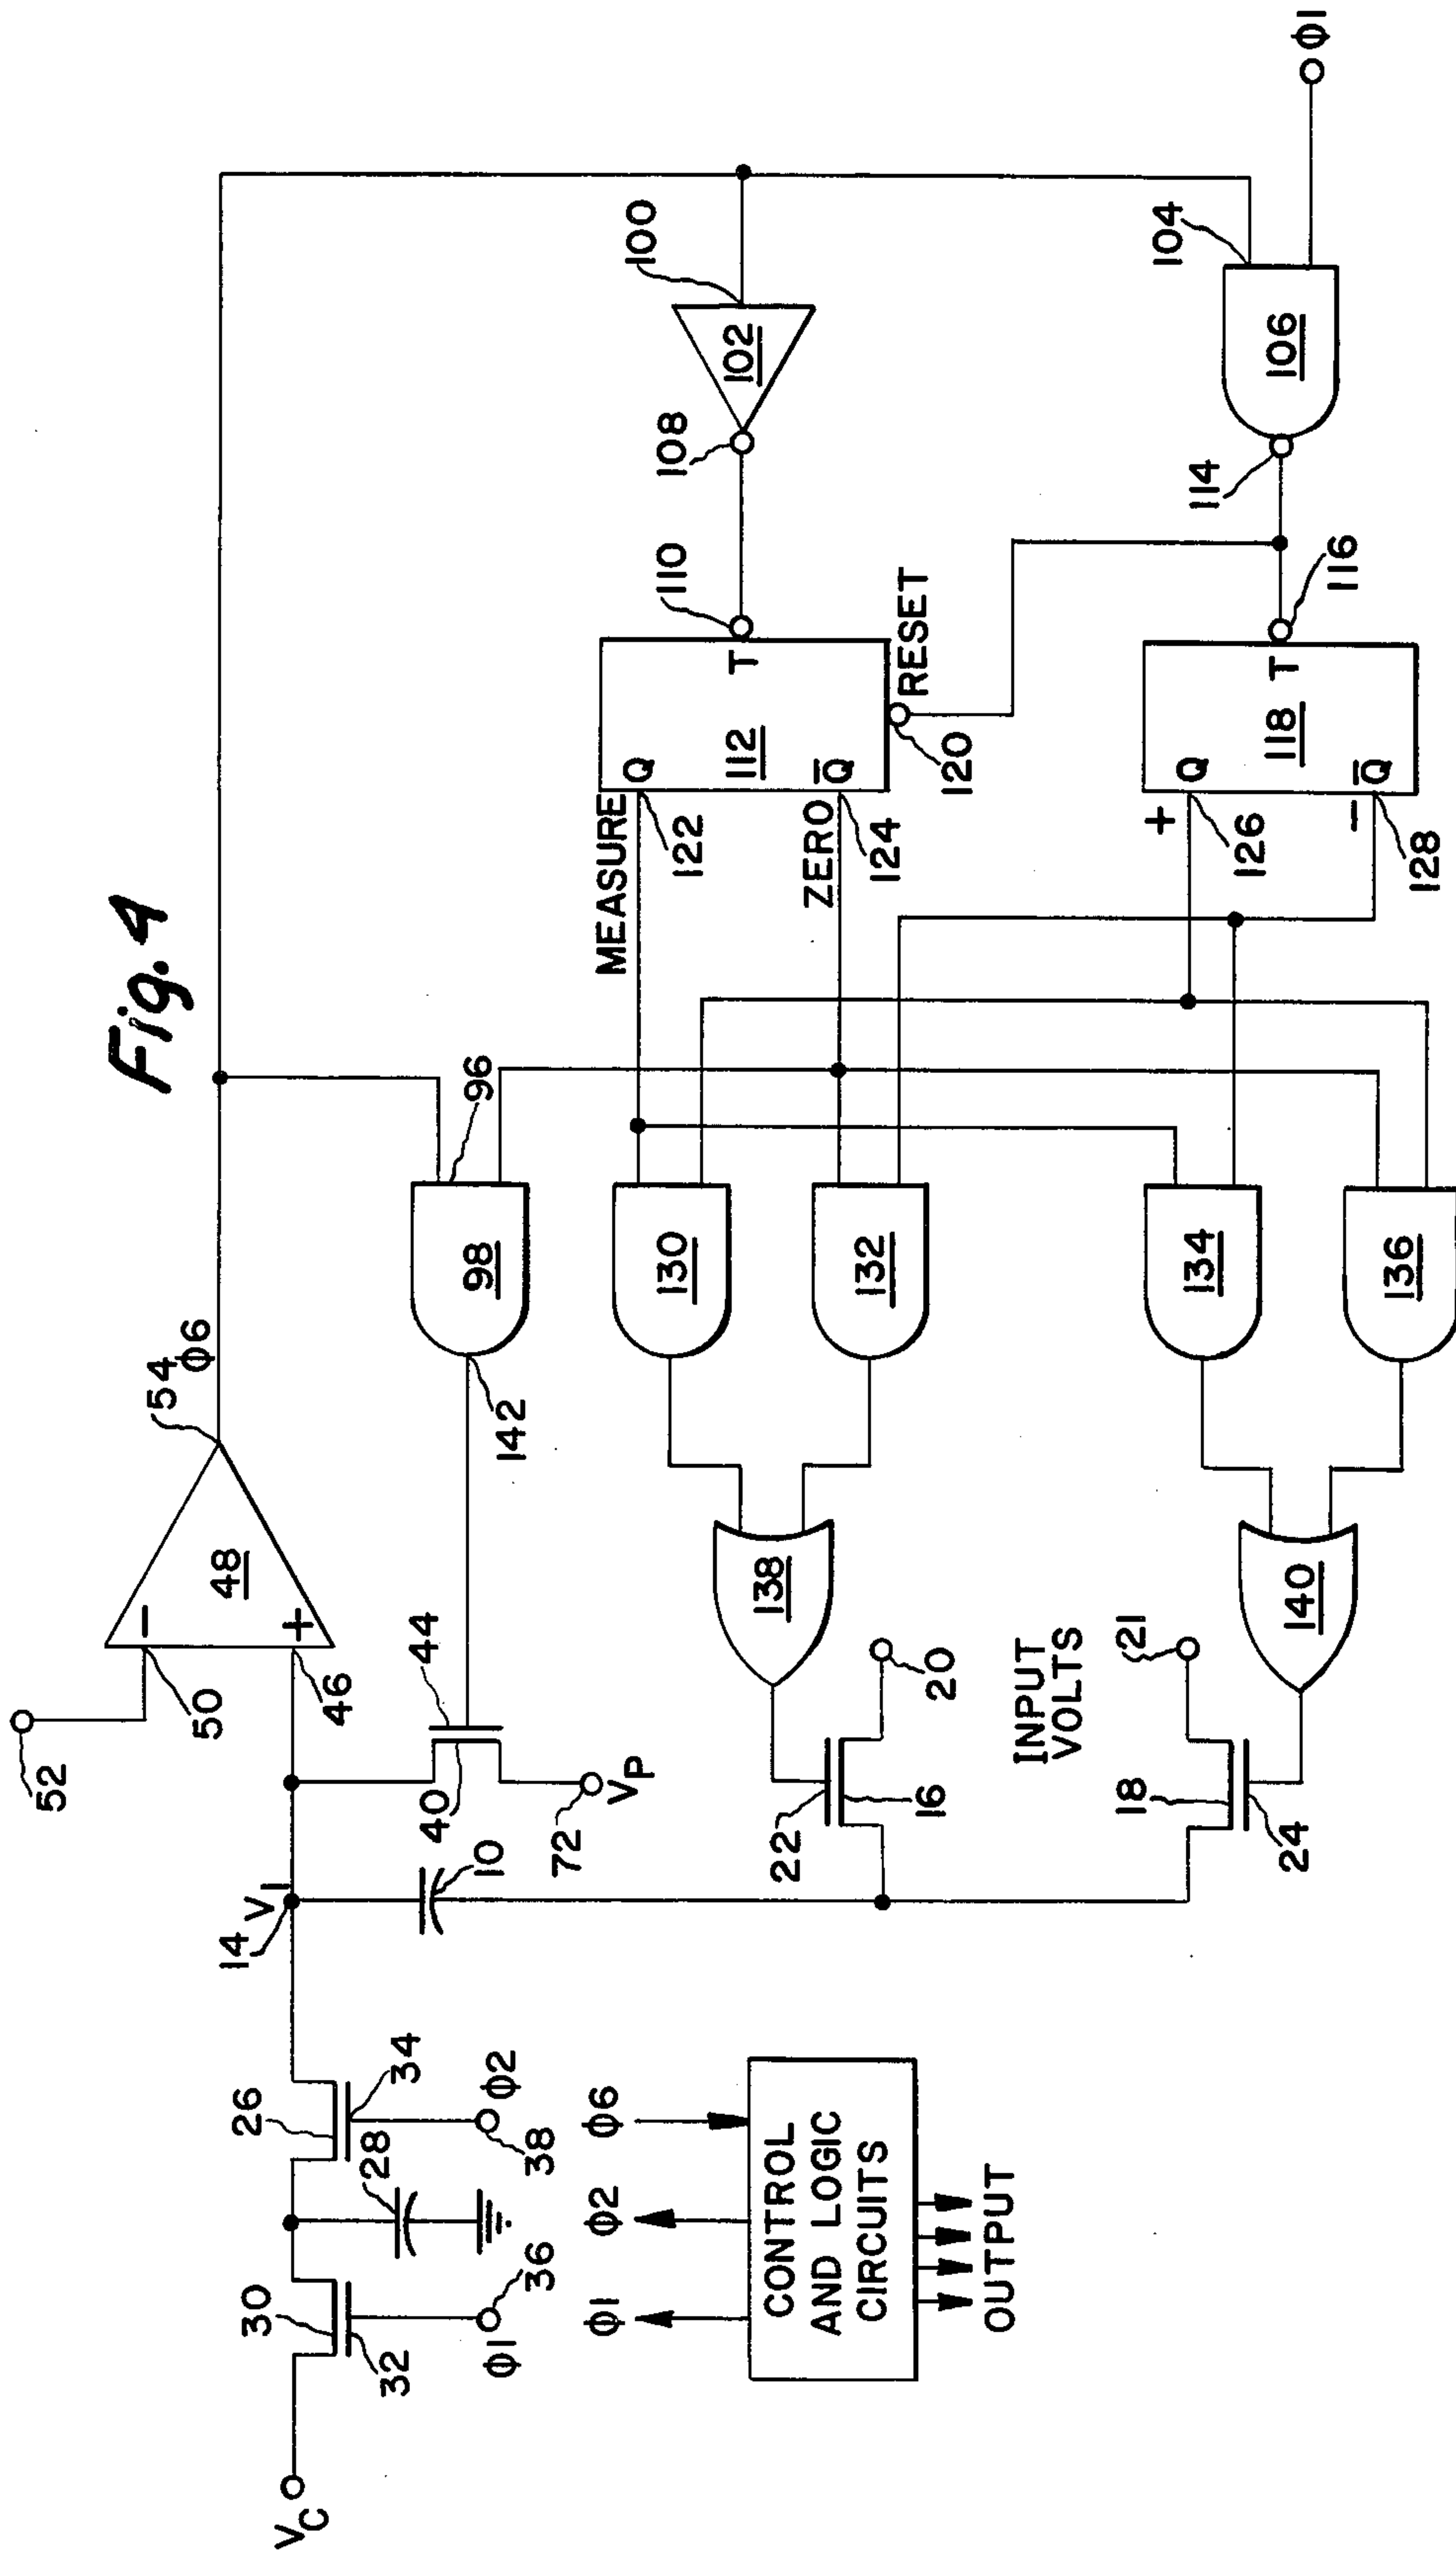 Fig. 4
52
50
−
+
46
48
54
φ6
14
V1
10
40
44
72
VP
142
98
96
VC
30
32
26
34
28
φ1
36
φ2
38
φ1
φ2
φ6
CONTROL
AND LOGIC
CIRCUITS
OUTPUT
22
16
20
INPUT
VOLTS
18
24
21
138
140
130
132
134
136
MEASURE
122
Q
ZERO
124
Q̅
112
T
110
108
102
100
120
RESET
+
126
Q
−
128
Q̅
118
T
116
114
106
104
φ1